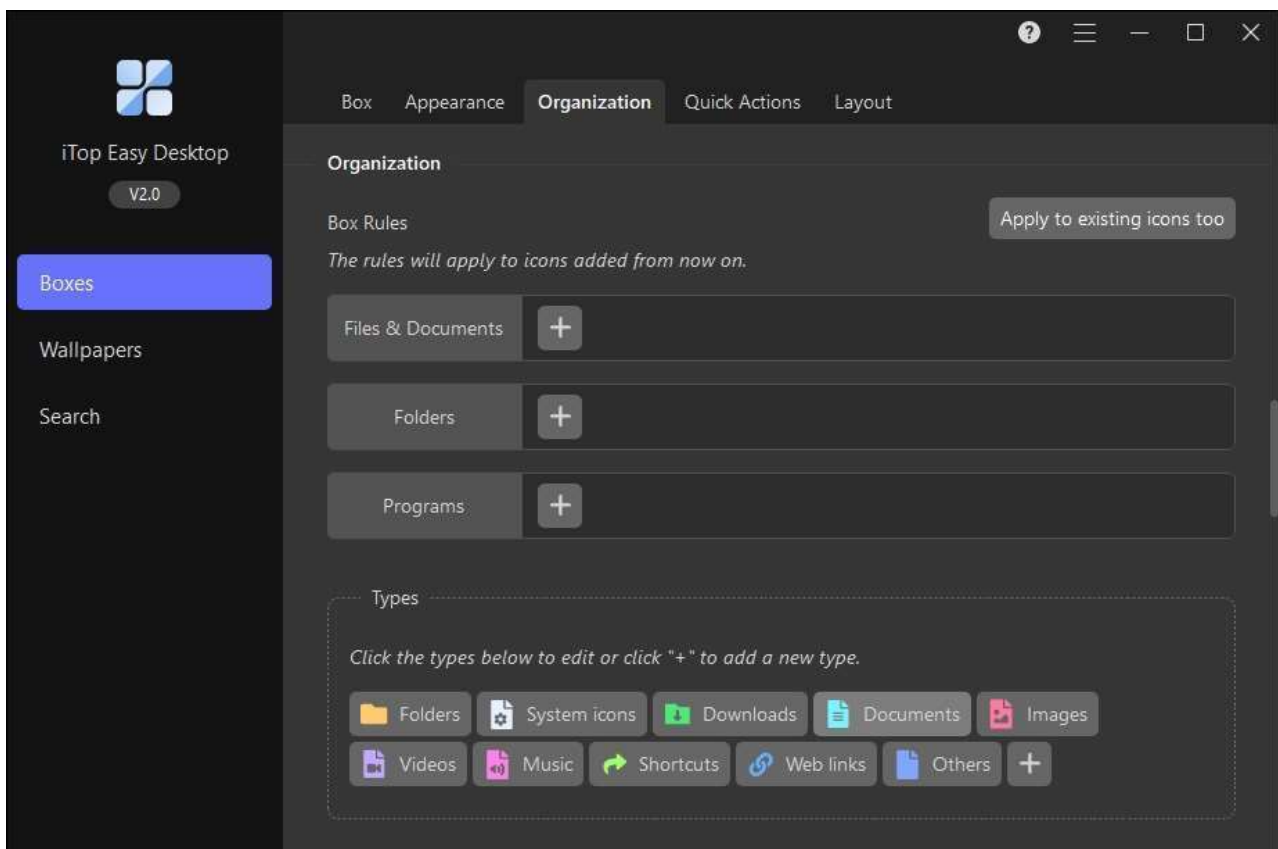 iTop Easy Desktop
V2.0
Boxes
Wallpapers
Search
Box Appearance Organization Quick Actions Layout
Organization
Box Rules
Apply to existing icons too
The rules will apply to icons added from now on.
Files & Documents
Folders
Programs
Types
Click the types below to edit or click "+" to add a new type.
Folders System icons Downloads Documents Images
Videos Music Shortcuts Web links Others